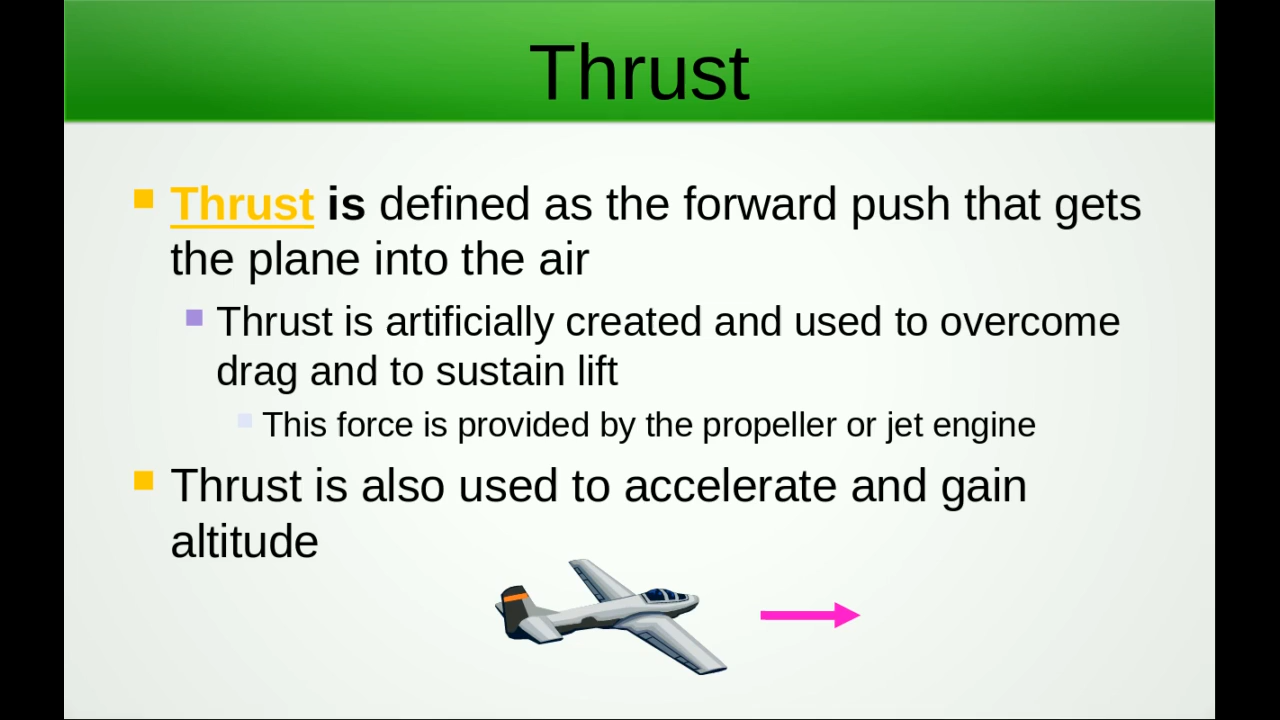 Thrust
Thrust is defined as the forward push that gets
the plane into the air
Thrust is artificially created and used to overcome
drag and to sustain lift
This force is provided by the propeller or jet engine
Thrust is also used to accelerate and gain
altitude